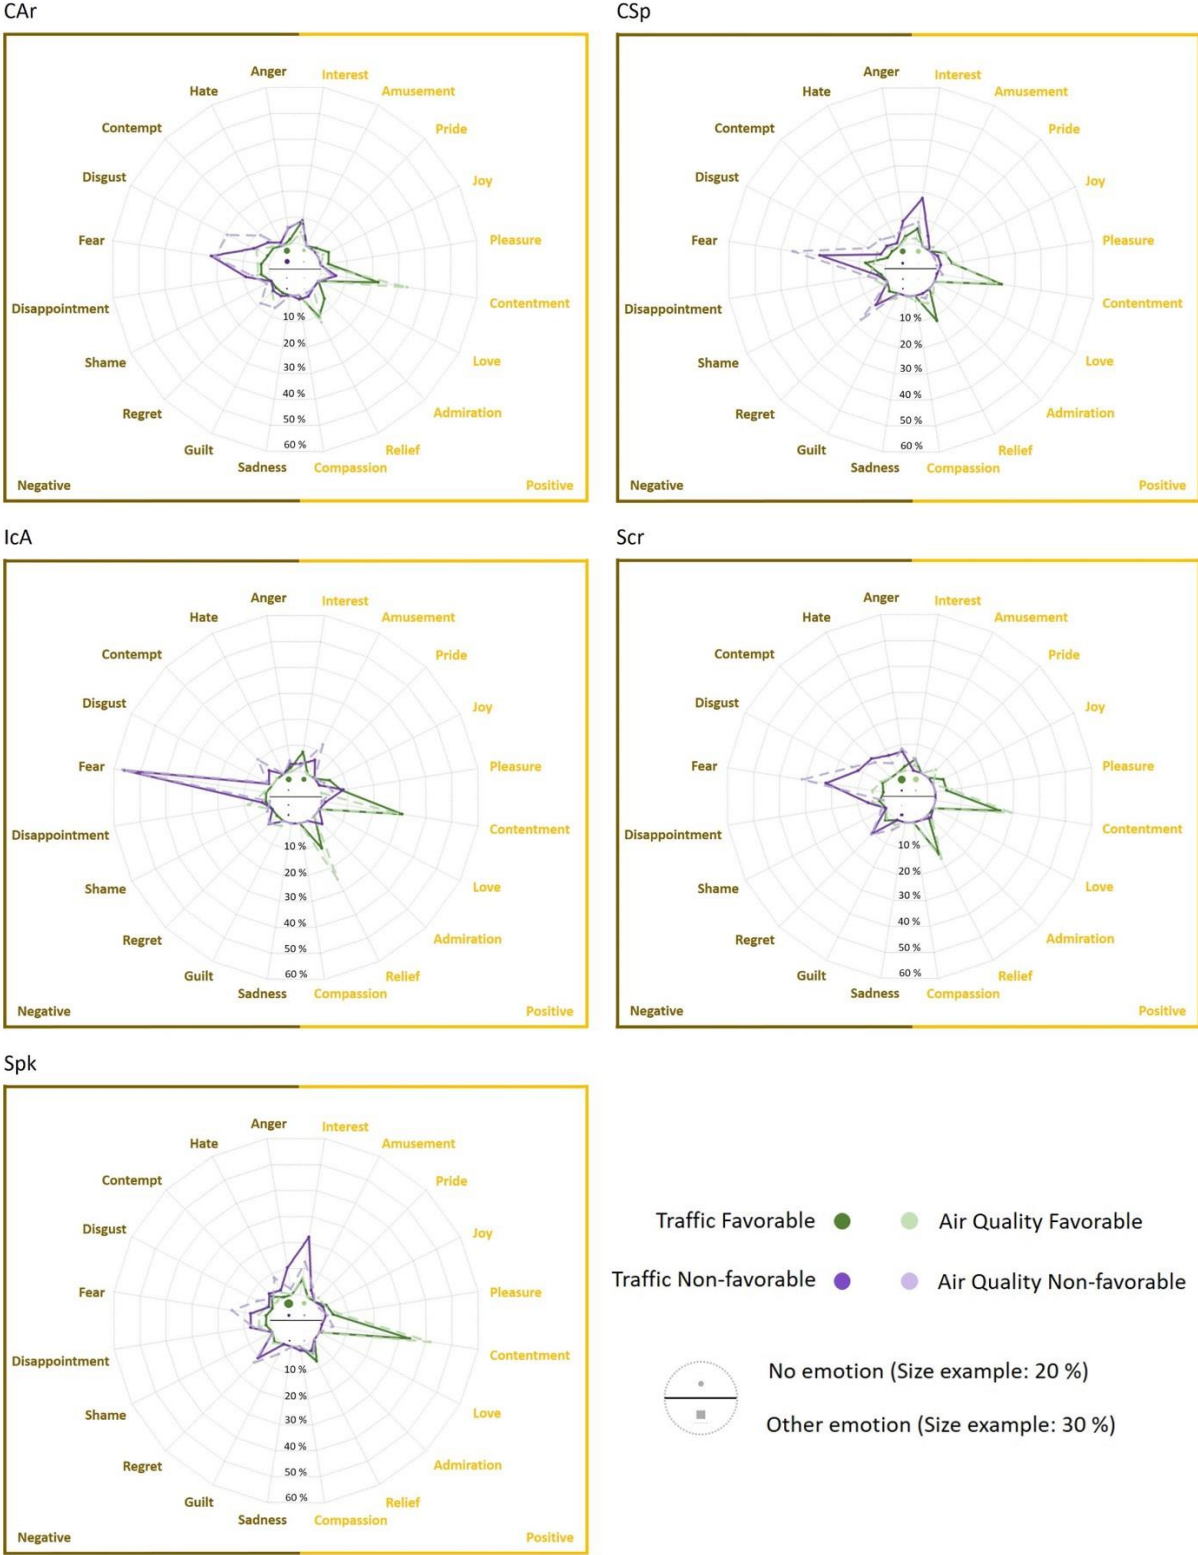 CAr
Anger
Interest
Hate
Amusement
Contempt
Pride
Disgust
Joy
Fear
Pleasure
Disappointment
Contentment
10 %
20 %
Shame
Love
30 %
40 %
Regret
Admiration
50 %
Guilt
Relief
60 %
Sadness
Compassion
Negative
Positive
CSp
Anger
Interest
Hate
Amusement
Contempt
Pride
Disgust
Joy
Fear
Pleasure
Disappointment
Contentment
10 %
20 %
Shame
Love
30 %
40 %
Regret
Admiration
50 %
Guilt
Relief
60 %
Sadness
Compassion
Negative
Positive
IcA
Anger
Interest
Hate
Amusement
Contempt
Pride
Disgust
Joy
Fear
Pleasure
Disappointment
Contentment
10 %
20 %
Shame
Love
30 %
40 %
Regret
Admiration
50 %
Guilt
Relief
60 %
Sadness
Compassion
Negative
Positive
Scr
Anger
Interest
Hate
Amusement
Contempt
Pride
Disgust
Joy
Fear
Pleasure
Disappointment
Contentment
10 %
20 %
Shame
Love
30 %
40 %
Regret
Admiration
50 %
Guilt
Relief
60 %
Sadness
Compassion
Negative
Positive
Spk
Anger
Interest
Hate
Amusement
Contempt
Pride
Disgust
Joy
Fear
Pleasure
Disappointment
Contentment
10 %
20 %
Shame
Love
30 %
40 %
Regret
Admiration
50 %
Guilt
Relief
60 %
Sadness
Compassion
Negative
Positive
Traffic Favorable
Air Quality Favorable
Traffic Non-favorable
Air Quality Non-favorable
No emotion (Size example: 20 %)
Other emotion (Size example: 30 %)